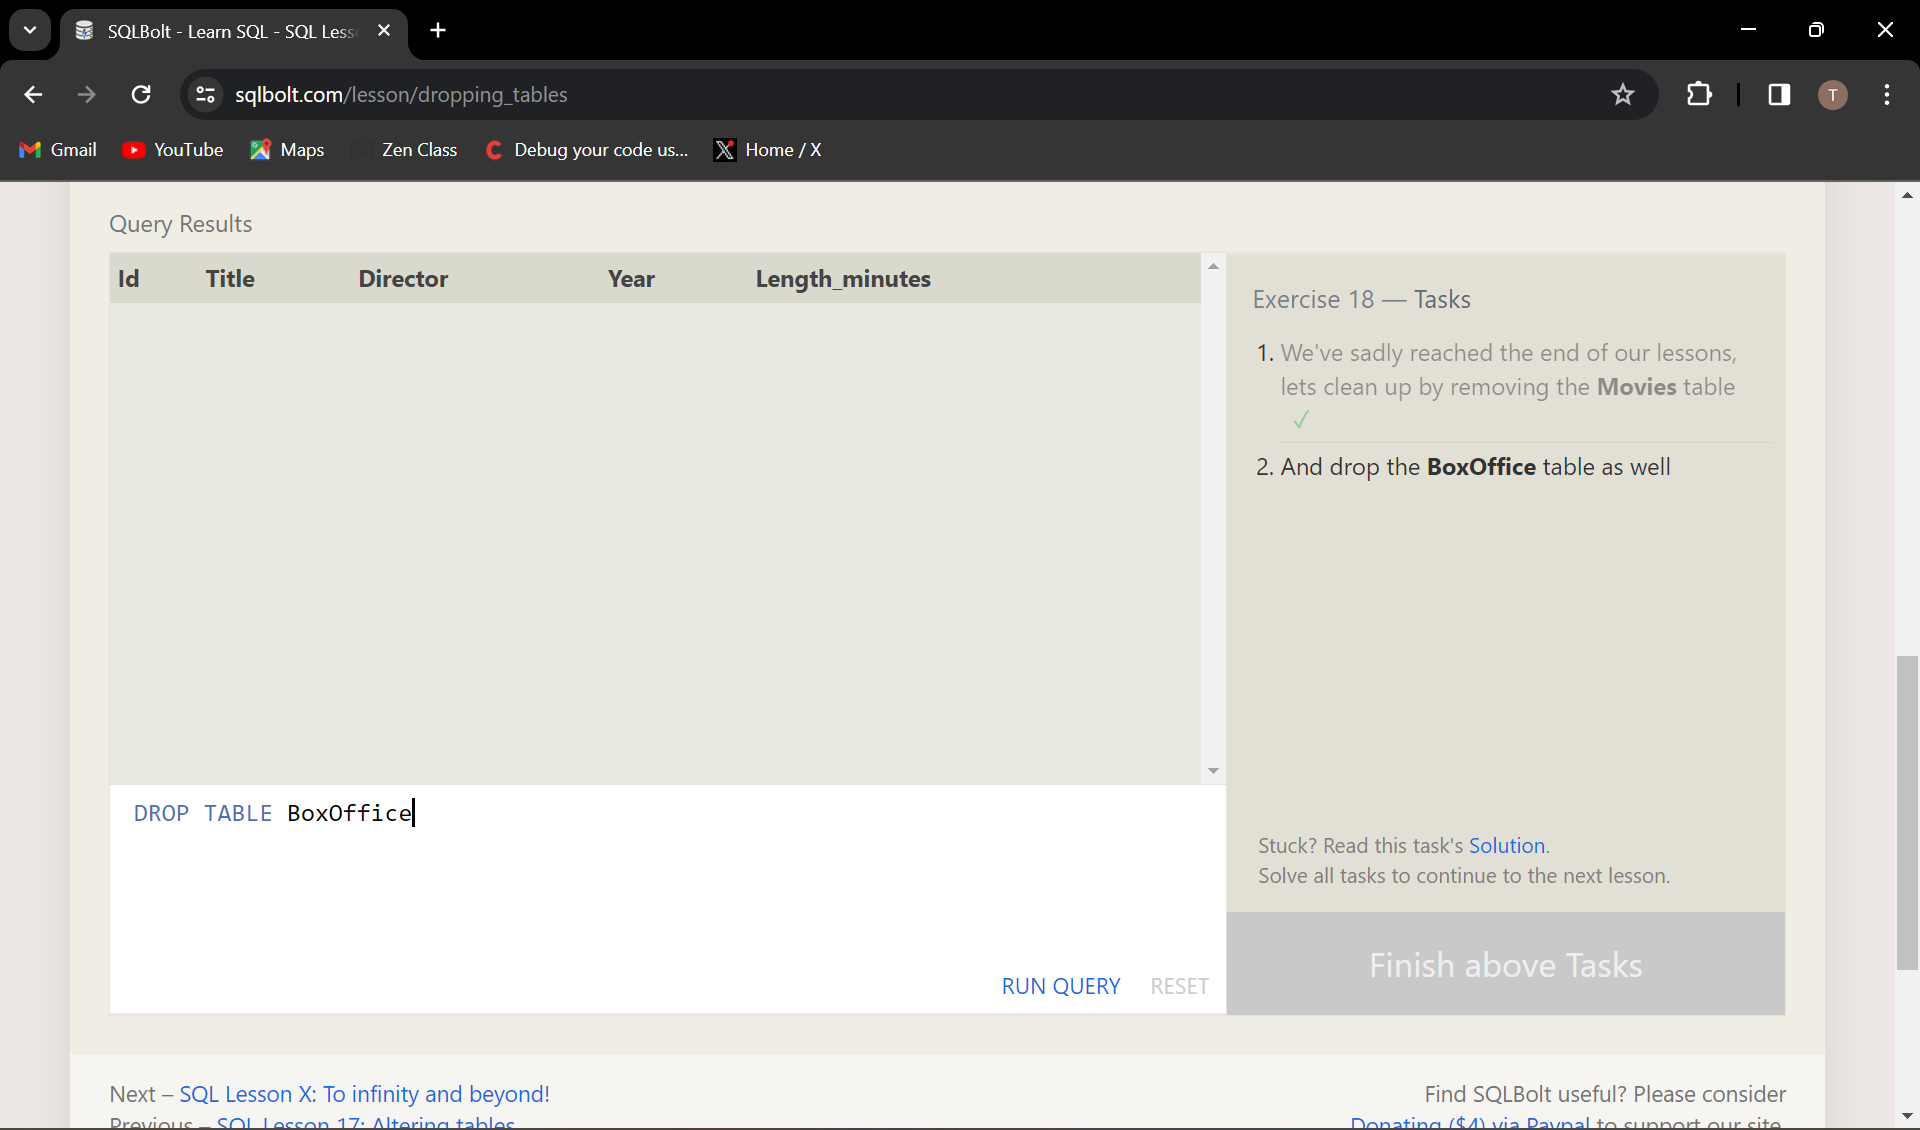 SQLBolt - Learn SQL - SQL Less
sqlbolt.com/lesson/dropping_tables
T
Gmail YouTube Maps Zen Class Debug your code us... Home / X
Query Results
Id Title Director Year Length_minutes
Exercise 18 — Tasks
1. We've sadly reached the end of our lessons,
lets clean up by removing the Movies table
✓
2. And drop the BoxOffice table as well
DROP TABLE BoxOffice
Stuck? Read this task's Solution.
Solve all tasks to continue to the next lesson.
RUN QUERY RESET
Finish above Tasks
Next – SQL Lesson X: To infinity and beyond!
Find SQLBolt useful? Please consider
Previous – SQL Lesson 17: Altering tables
Donating ($4) via Paypal to support our site.